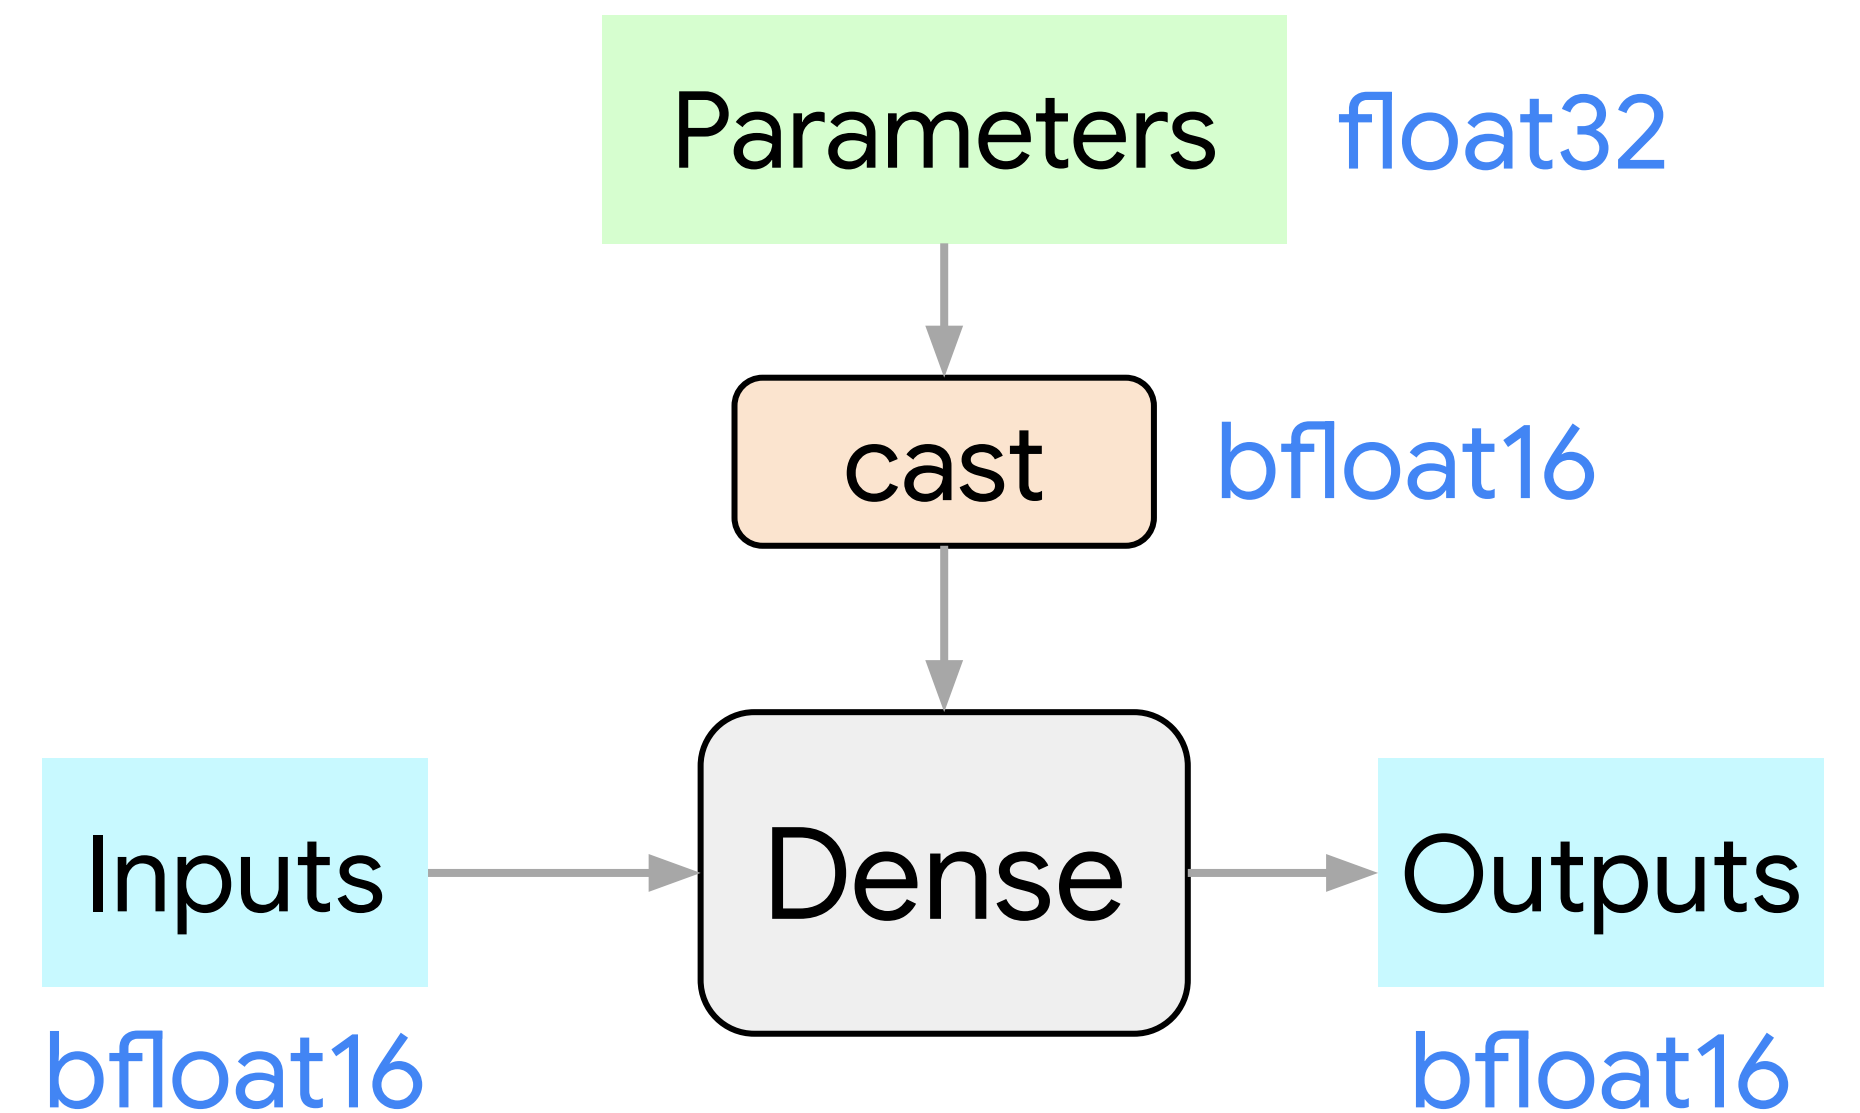 Parameters
float32
cast
bfloat16
Inputs
Dense
Outputs
bfloat16
bfloat16